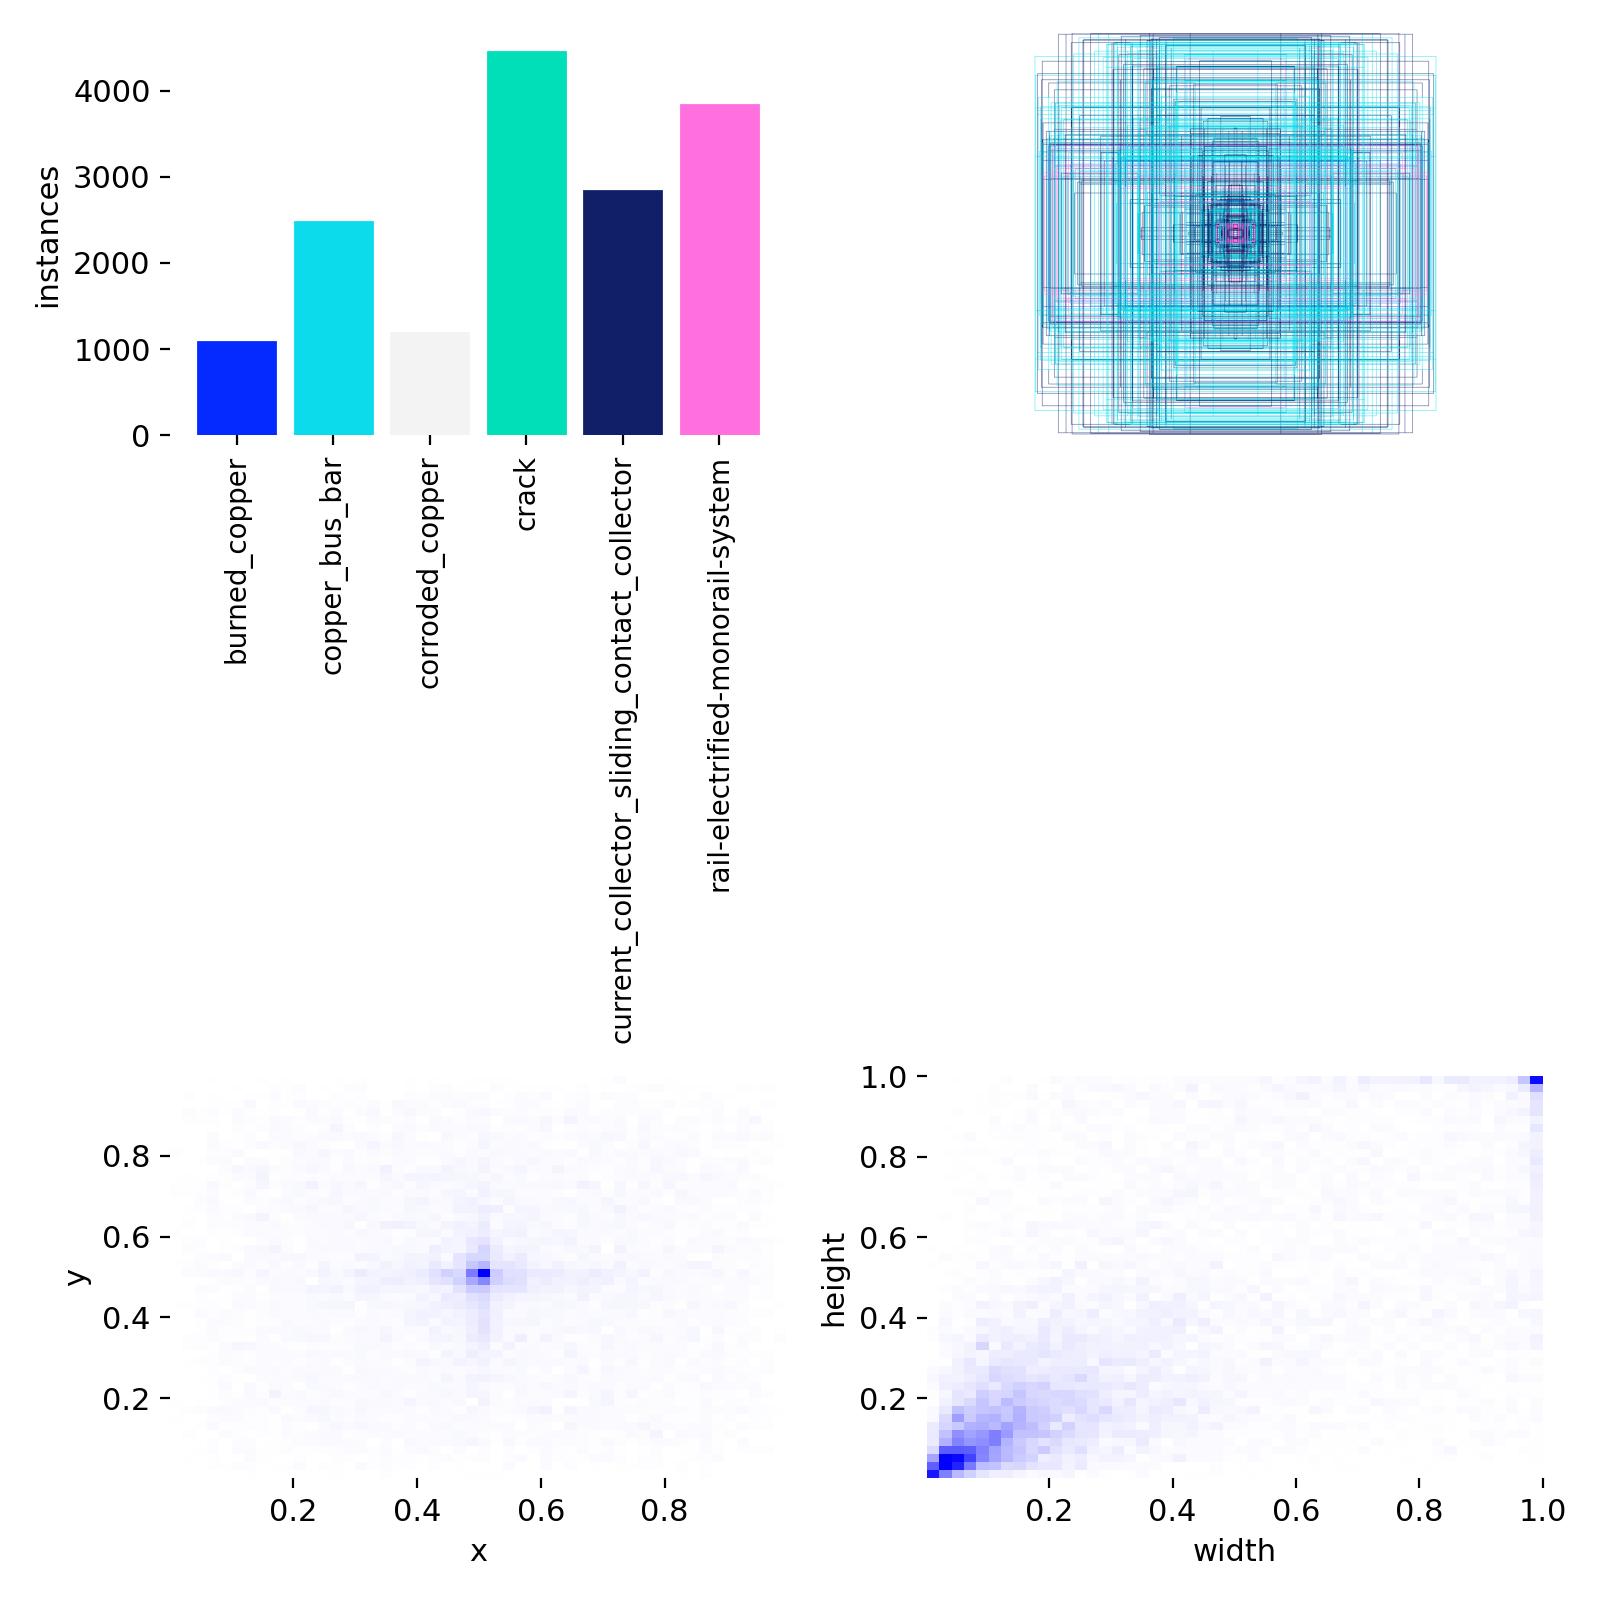 instances
4000
3000
2000
1000
0
burned_copper
copper_bus_bar
corroded_copper
crack
current_collector_sliding_contact_collector
rail-electrified-monorail-system
y
0.8
0.6
0.4
0.2
0.2 0.4 0.6 0.8
x
height
1.0
0.8
0.6
0.4
0.2
0.2 0.4 0.6 0.8 1.0
width